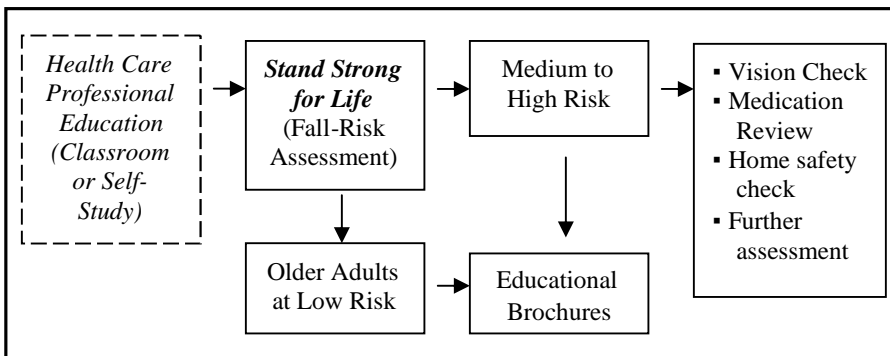 Health Care
Professional
Education
(Classroom
or Self-
Study)
Stand Strong
for Life
(Fall-Risk
Assessment)
Medium to
High Risk
▪ Vision Check
▪ Medication
Review
▪ Home safety
check
▪ Further
assessment
Older Adults
at Low Risk
Educational
Brochures